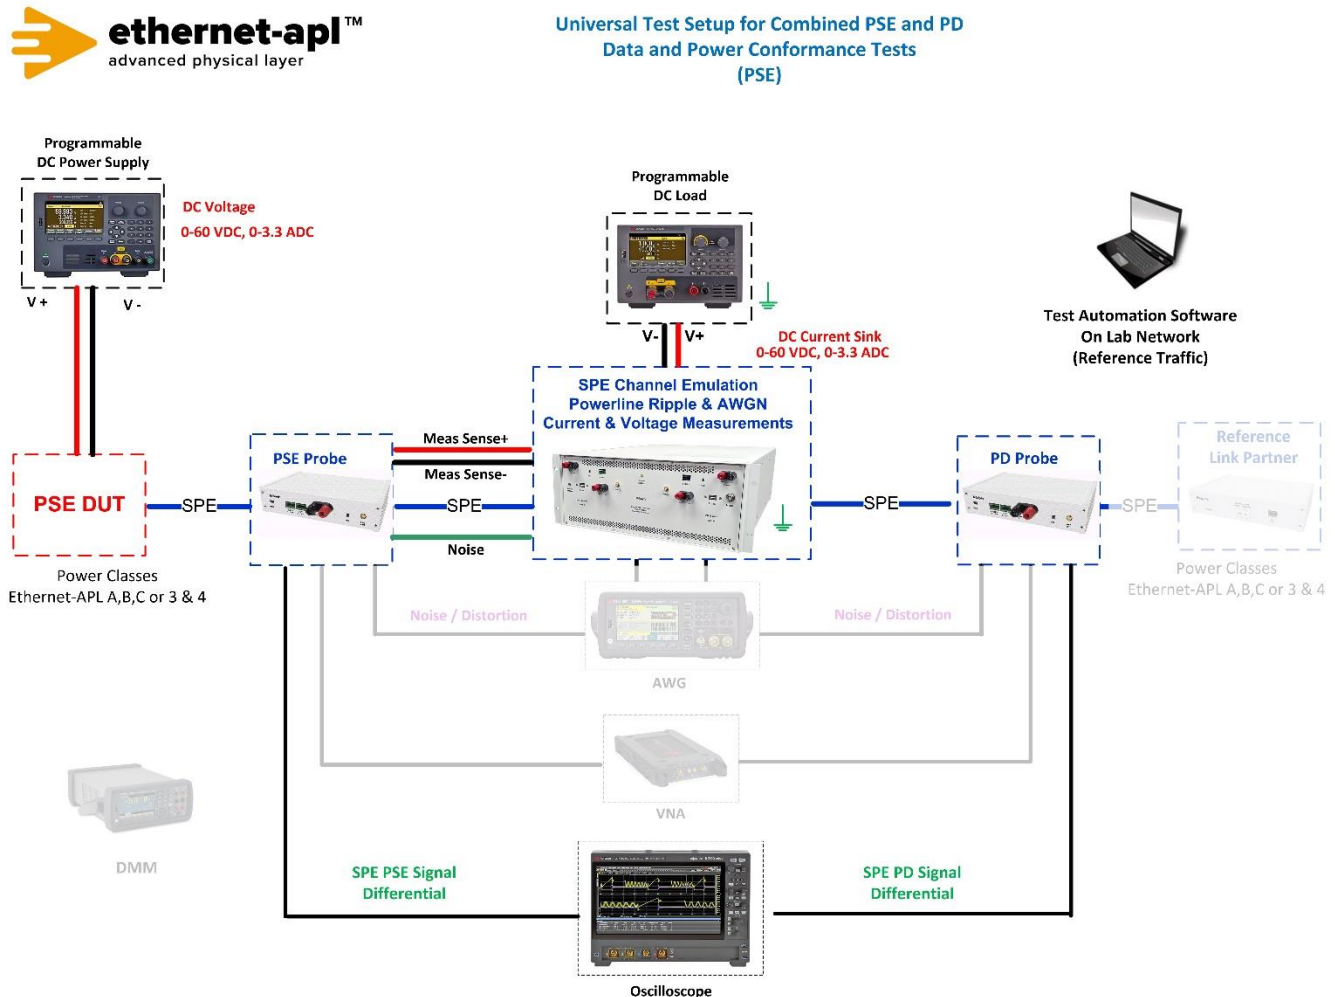 ethernet-apl™
advanced physical layer
Universal Test Setup for Combined PSE and PD
Data and Power Conformance Tests
(PSE)
Programmable
DC Power Supply
DC Voltage
0-60 VDC, 0-3.3 ADC
V +
V -
Programmable
DC Load
V-
V+
DC Current Sink
0-60 VDC, 0-3.3 ADC
Test Automation Software
On Lab Network
(Reference Traffic)
SPE Channel Emulation
Powerline Ripple & AWGN
Current & Voltage Measurements
PSE DUT
SPE
PSE Probe
Meas Sense+
Meas Sense-
SPE
Noise
SPE
PD Probe
SPE
Reference
Link Partner
Power Classes
Ethernet-APL A,B,C or 3 & 4
Power Classes
Ethernet-APL A,B,C or 3 & 4
Noise / Distortion
Noise / Distortion
AWG
VNA
DMM
SPE PSE Signal
Differential
SPE PD Signal
Differential
Oscilloscope